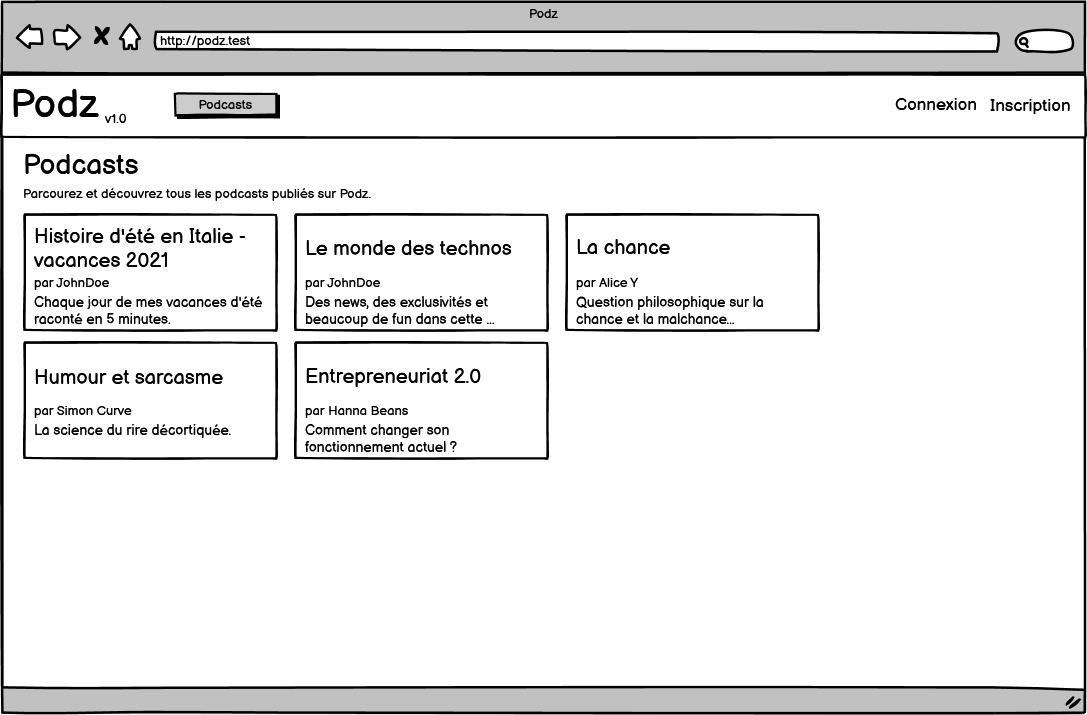 Podz
http://podz.test
Podz v1.0
Podcasts
Connexion
Inscription
Podcasts
Parcourez et découvrez tous les podcasts publiés sur Podz.
Histoire d'été en Italie -
vacances 2021
par JohnDoe
Chaque jour de mes vacances d'été
raconté en 5 minutes.
Le monde des technos
par JohnDoe
Des news, des exclusivités et
beaucoup de fun dans cette ...
La chance
par Alice Y
Question philosophique sur la
chance et la malchance...
Humour et sarcasme
par Simon Curve
La science du rire décortiquée.
Entrepreneuriat 2.0
par Hanna Beans
Comment changer son
fonctionnement actuel ?